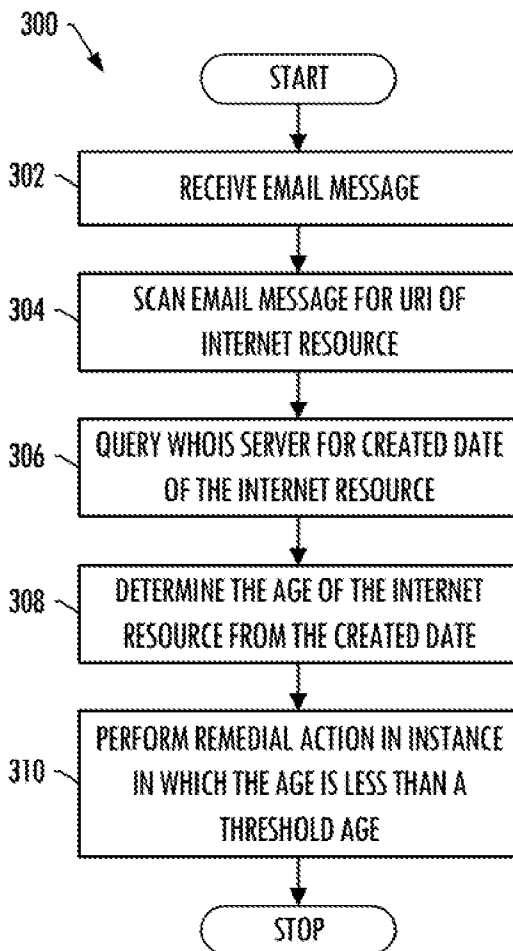 300
START
302
RECEIVE EMAIL MESSAGE
304
SCAN EMAIL MESSAGE FOR URI OF
INTERNET RESOURCE
306
QUERY WHOIS SERVER FOR CREATED DATE
OF THE INTERNET RESOURCE
308
DETERMINE THE AGE OF THE INTERNET
RESOURCE FROM THE CREATED DATE
310
PERFORM REMEDIAL ACTION IN INSTANCE
IN WHICH THE AGE IS LESS THAN A
THRESHOLD AGE
STOP